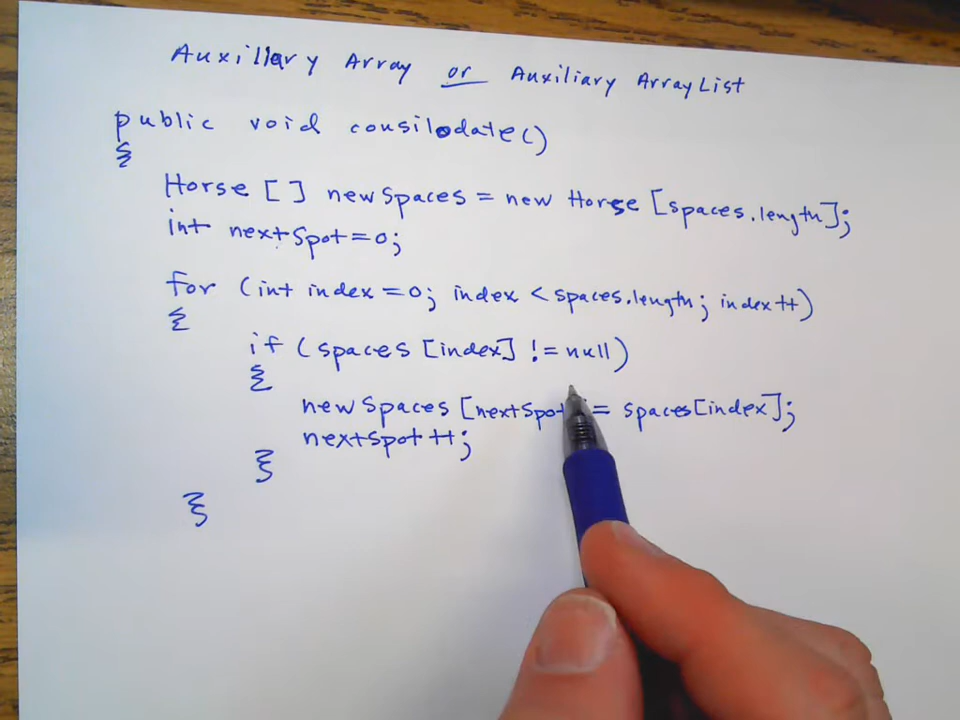 Auxillary Array or Auxiliary ArrayList
public void consilodate()
{
Horse [ ] newSpaces = new Horse [spaces.length];
int nextSpot=0;
for (int index=0; index < spaces.length; index++)
{
if (spaces [index] != null)
{
newSpaces [nextSpot] = spaces[index];
nextSpot++;
}
}